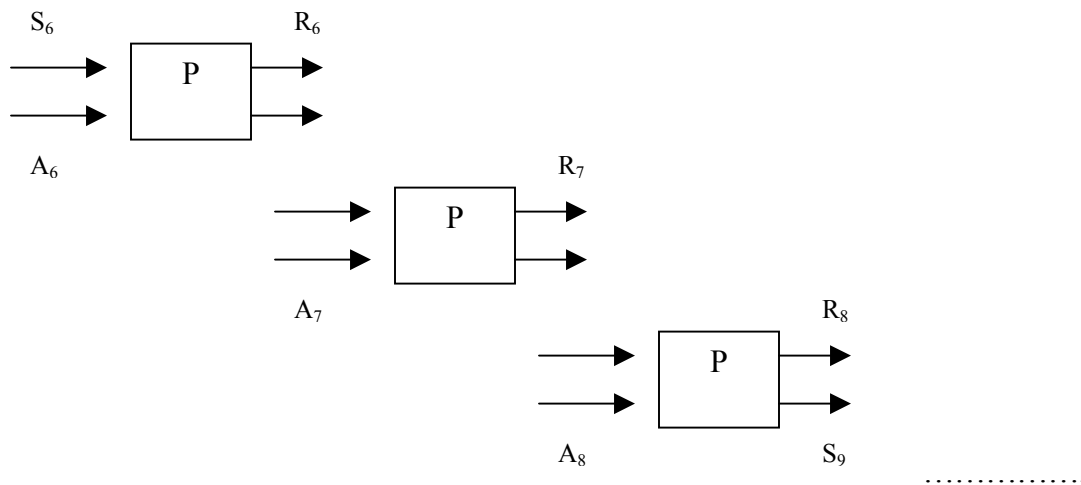 S₆ R₆
P
A₆
R₇
P
A₇
R₈
P
A₈ S₉
................